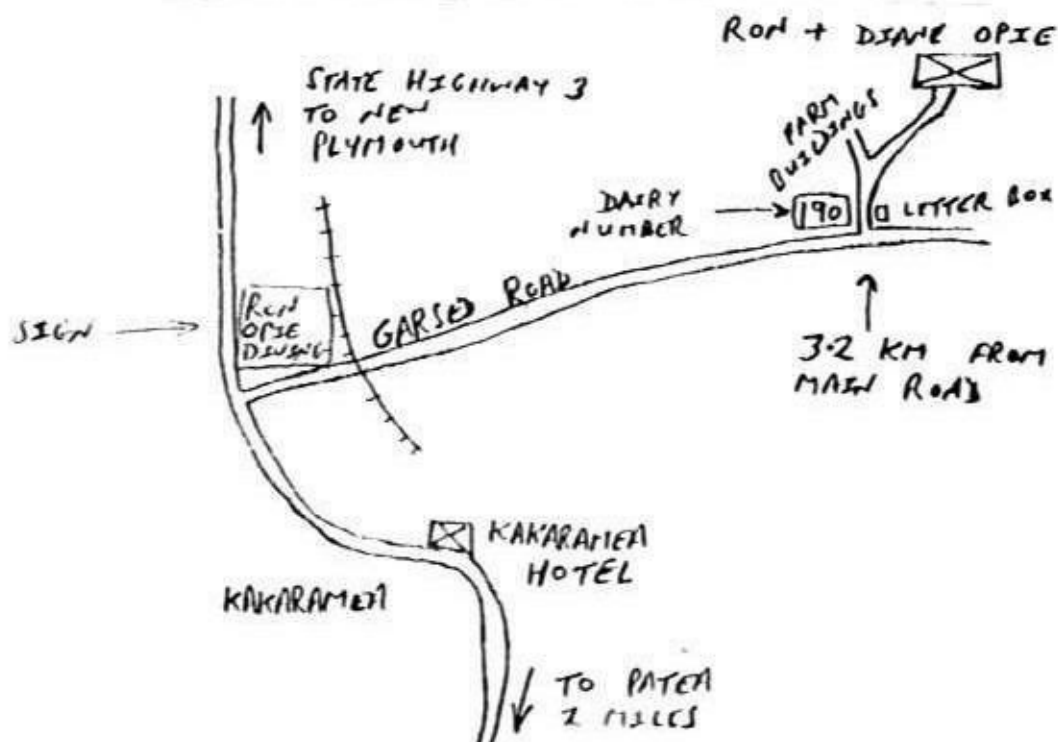 RON + DIANE OPIE
STATE HIGHWAY 3
TO NEW
PLYMOUTH
FARM
BUILDINGS
DAIRY
NUMBER
190
LETTER BOX
SIGN
RON
OPIE
DIVING
GARSED ROAD
3.2 KM FROM
MAIN ROAD
KAKARAMEA
HOTEL
KAKARAMEA
TO PATEA
MILES